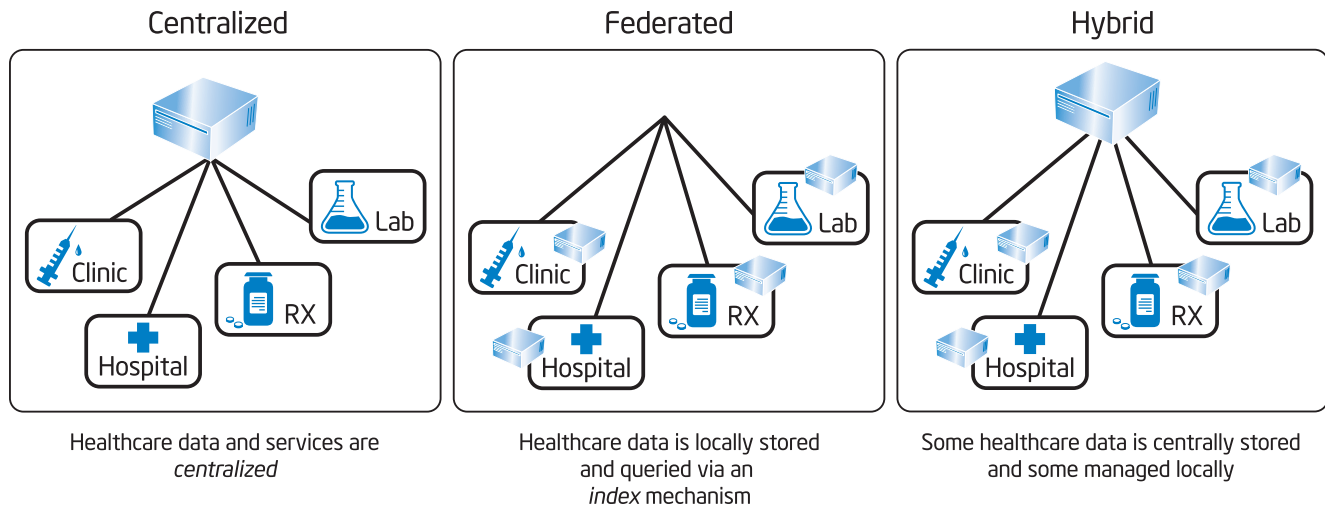 Centralized
Clinic
Hospital
RX
Lab
Healthcare data and services are
centralized
Federated
Clinic
Hospital
RX
Lab
Healthcare data is locally stored
and queried via an
index mechanism
Hybrid
Clinic
Hospital
RX
Lab
Some healthcare data is centrally stored
and some managed locally